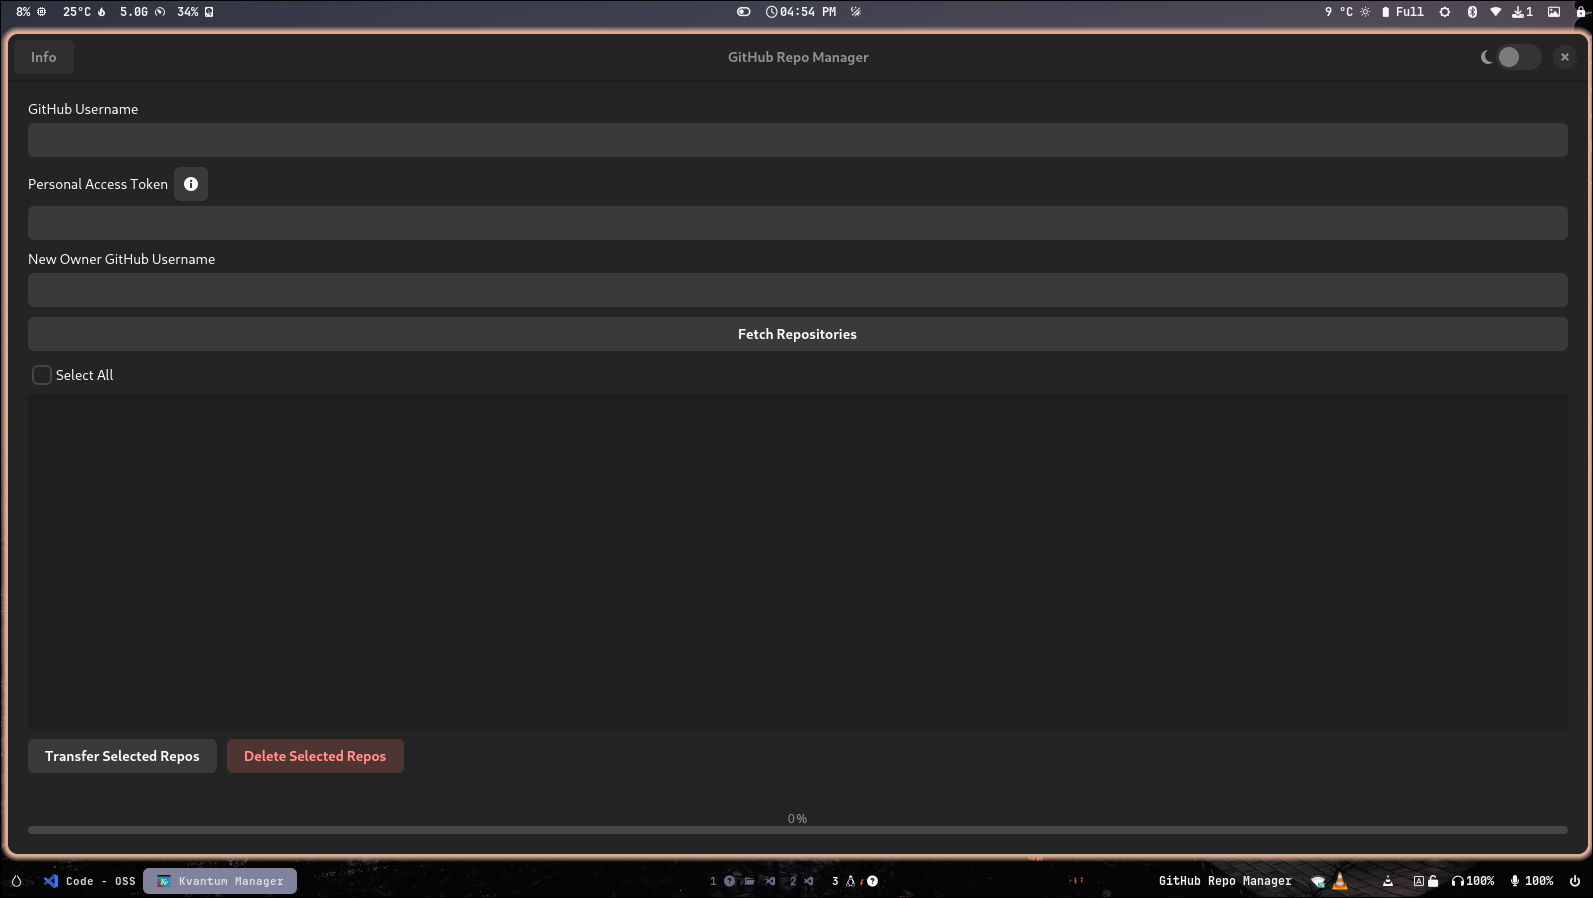 8% 25°C 5.0G 34% 04:54 PM 9 °C Full 1
Info GitHub Repo Manager
GitHub Username
Personal Access Token
New Owner GitHub Username
Fetch Repositories
Select All
Transfer Selected Repos Delete Selected Repos
0%
Code - OSS Kvantum Manager 1 2 3 GitHub Repo Manager A 100% 100%